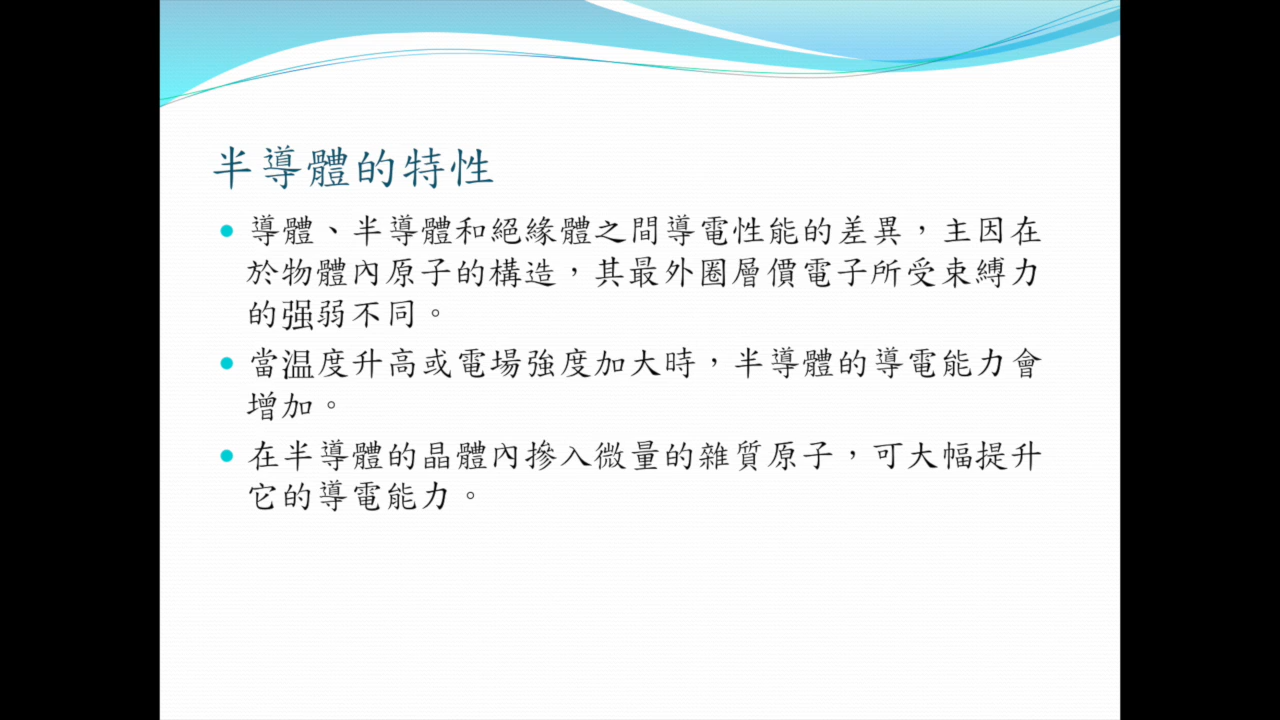 半導體的特性
導體、半導體和絕緣體之間導電性能的差異，主因在
於物體內原子的構造，其最外圈層價電子所受束縛力
的强弱不同。
當温度升高或電場強度加大時，半導體的導電能力會
增加。
在半導體的晶體內摻入微量的雜質原子，可大幅提升
它的導電能力。